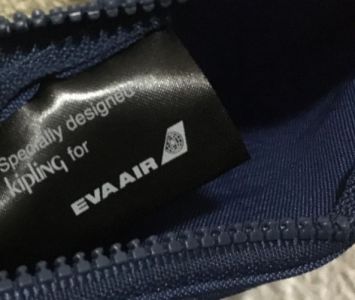 Specially designed
kipling for
EVA AIR